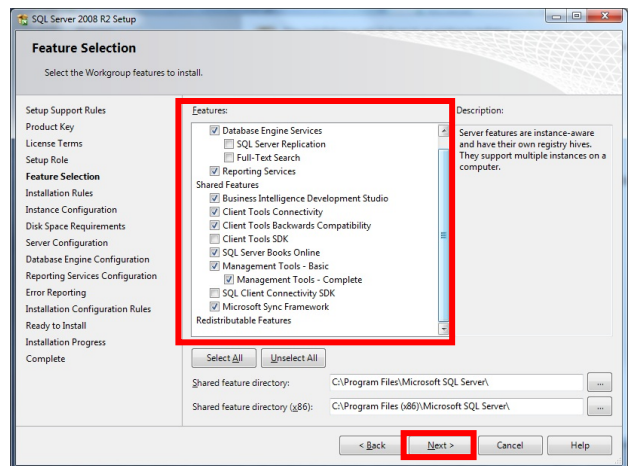 SQL Server 2008 R2 Setup
Feature Selection
Select the Workgroup features to install.
Setup Support Rules
Product Key
License Terms
Setup Role
Feature Selection
Installation Rules
Instance Configuration
Disk Space Requirements
Server Configuration
Database Engine Configuration
Reporting Services Configuration
Error Reporting
Installation Configuration Rules
Ready to Install
Installation Progress
Complete
Features:
Database Engine Services
SQL Server Replication
Full-Text Search
Reporting Services
Shared Features
Business Intelligence Development Studio
Client Tools Connectivity
Client Tools Backwards Compatibility
Client Tools SDK
SQL Server Books Online
Management Tools - Basic
Management Tools - Complete
SQL Client Connectivity SDK
Microsoft Sync Framework
Redistributable Features
Description:
Server features are instance-aware
and have their own registry hives.
They support multiple instances on a
computer.
Select All
Unselect All
Shared feature directory:
C:\Program Files\Microsoft SQL Server\
...
Shared feature directory (x86):
C:\Program Files (x86)\Microsoft SQL Server\
...
< Back
Next >
Cancel
Help